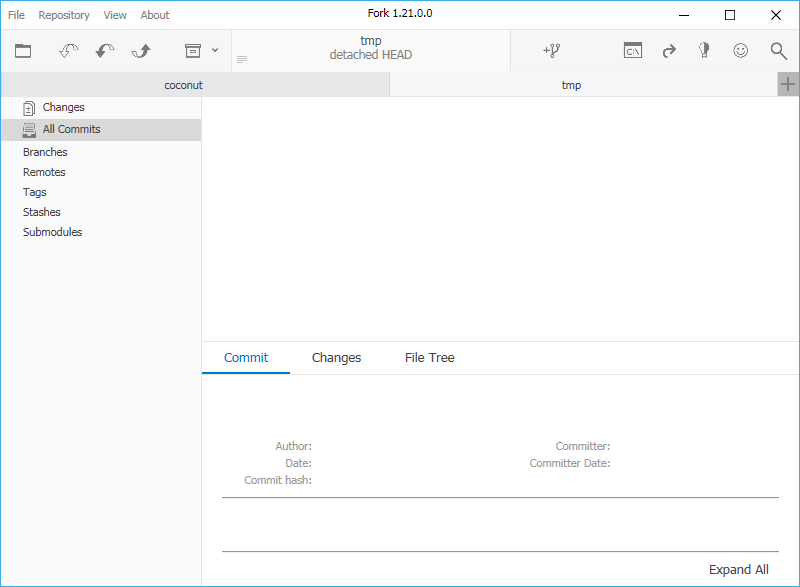 Fork 1.21.0.0
File Repository View About
tmp
detached HEAD
C:\
coconut
tmp
Changes
All Commits
Branches
Remotes
Tags
Stashes
Submodules
Commit Changes File Tree
Author:
Committer:
Date:
Committer Date:
Commit hash:
Expand All